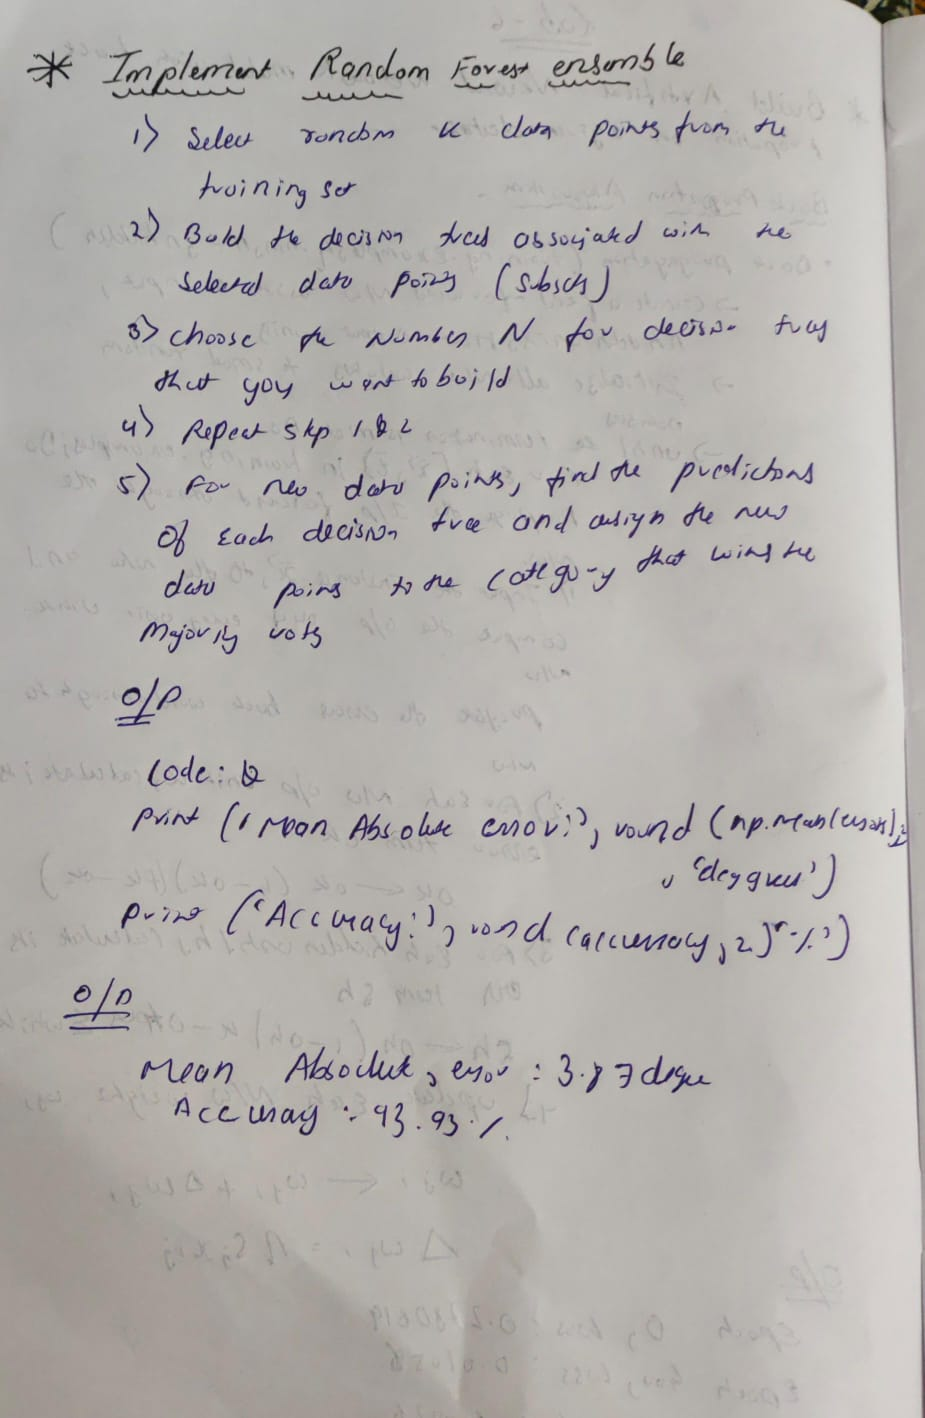 * Implement Random Forest ensemble
1) Select random K data points from the
training set
2) Build the decision trees associated with the
selected data points (subsets)
3) choose the Number N for decision trees
that you want to build
4) Repeat step 1 & 2
5) For new data points, find the predictions
of each decision tree and assign the new
data points to the category that wins the
Majority vots
O/P
Code:
print ('Mean Absolute error:', round (np.mean(errors), 2)
, 'degrees')
print ('Accuracy:', round (accuracy, 2) '%')
O/P
Mean Absolute error : 3.87 degree
Accuracy : 93.93 %.